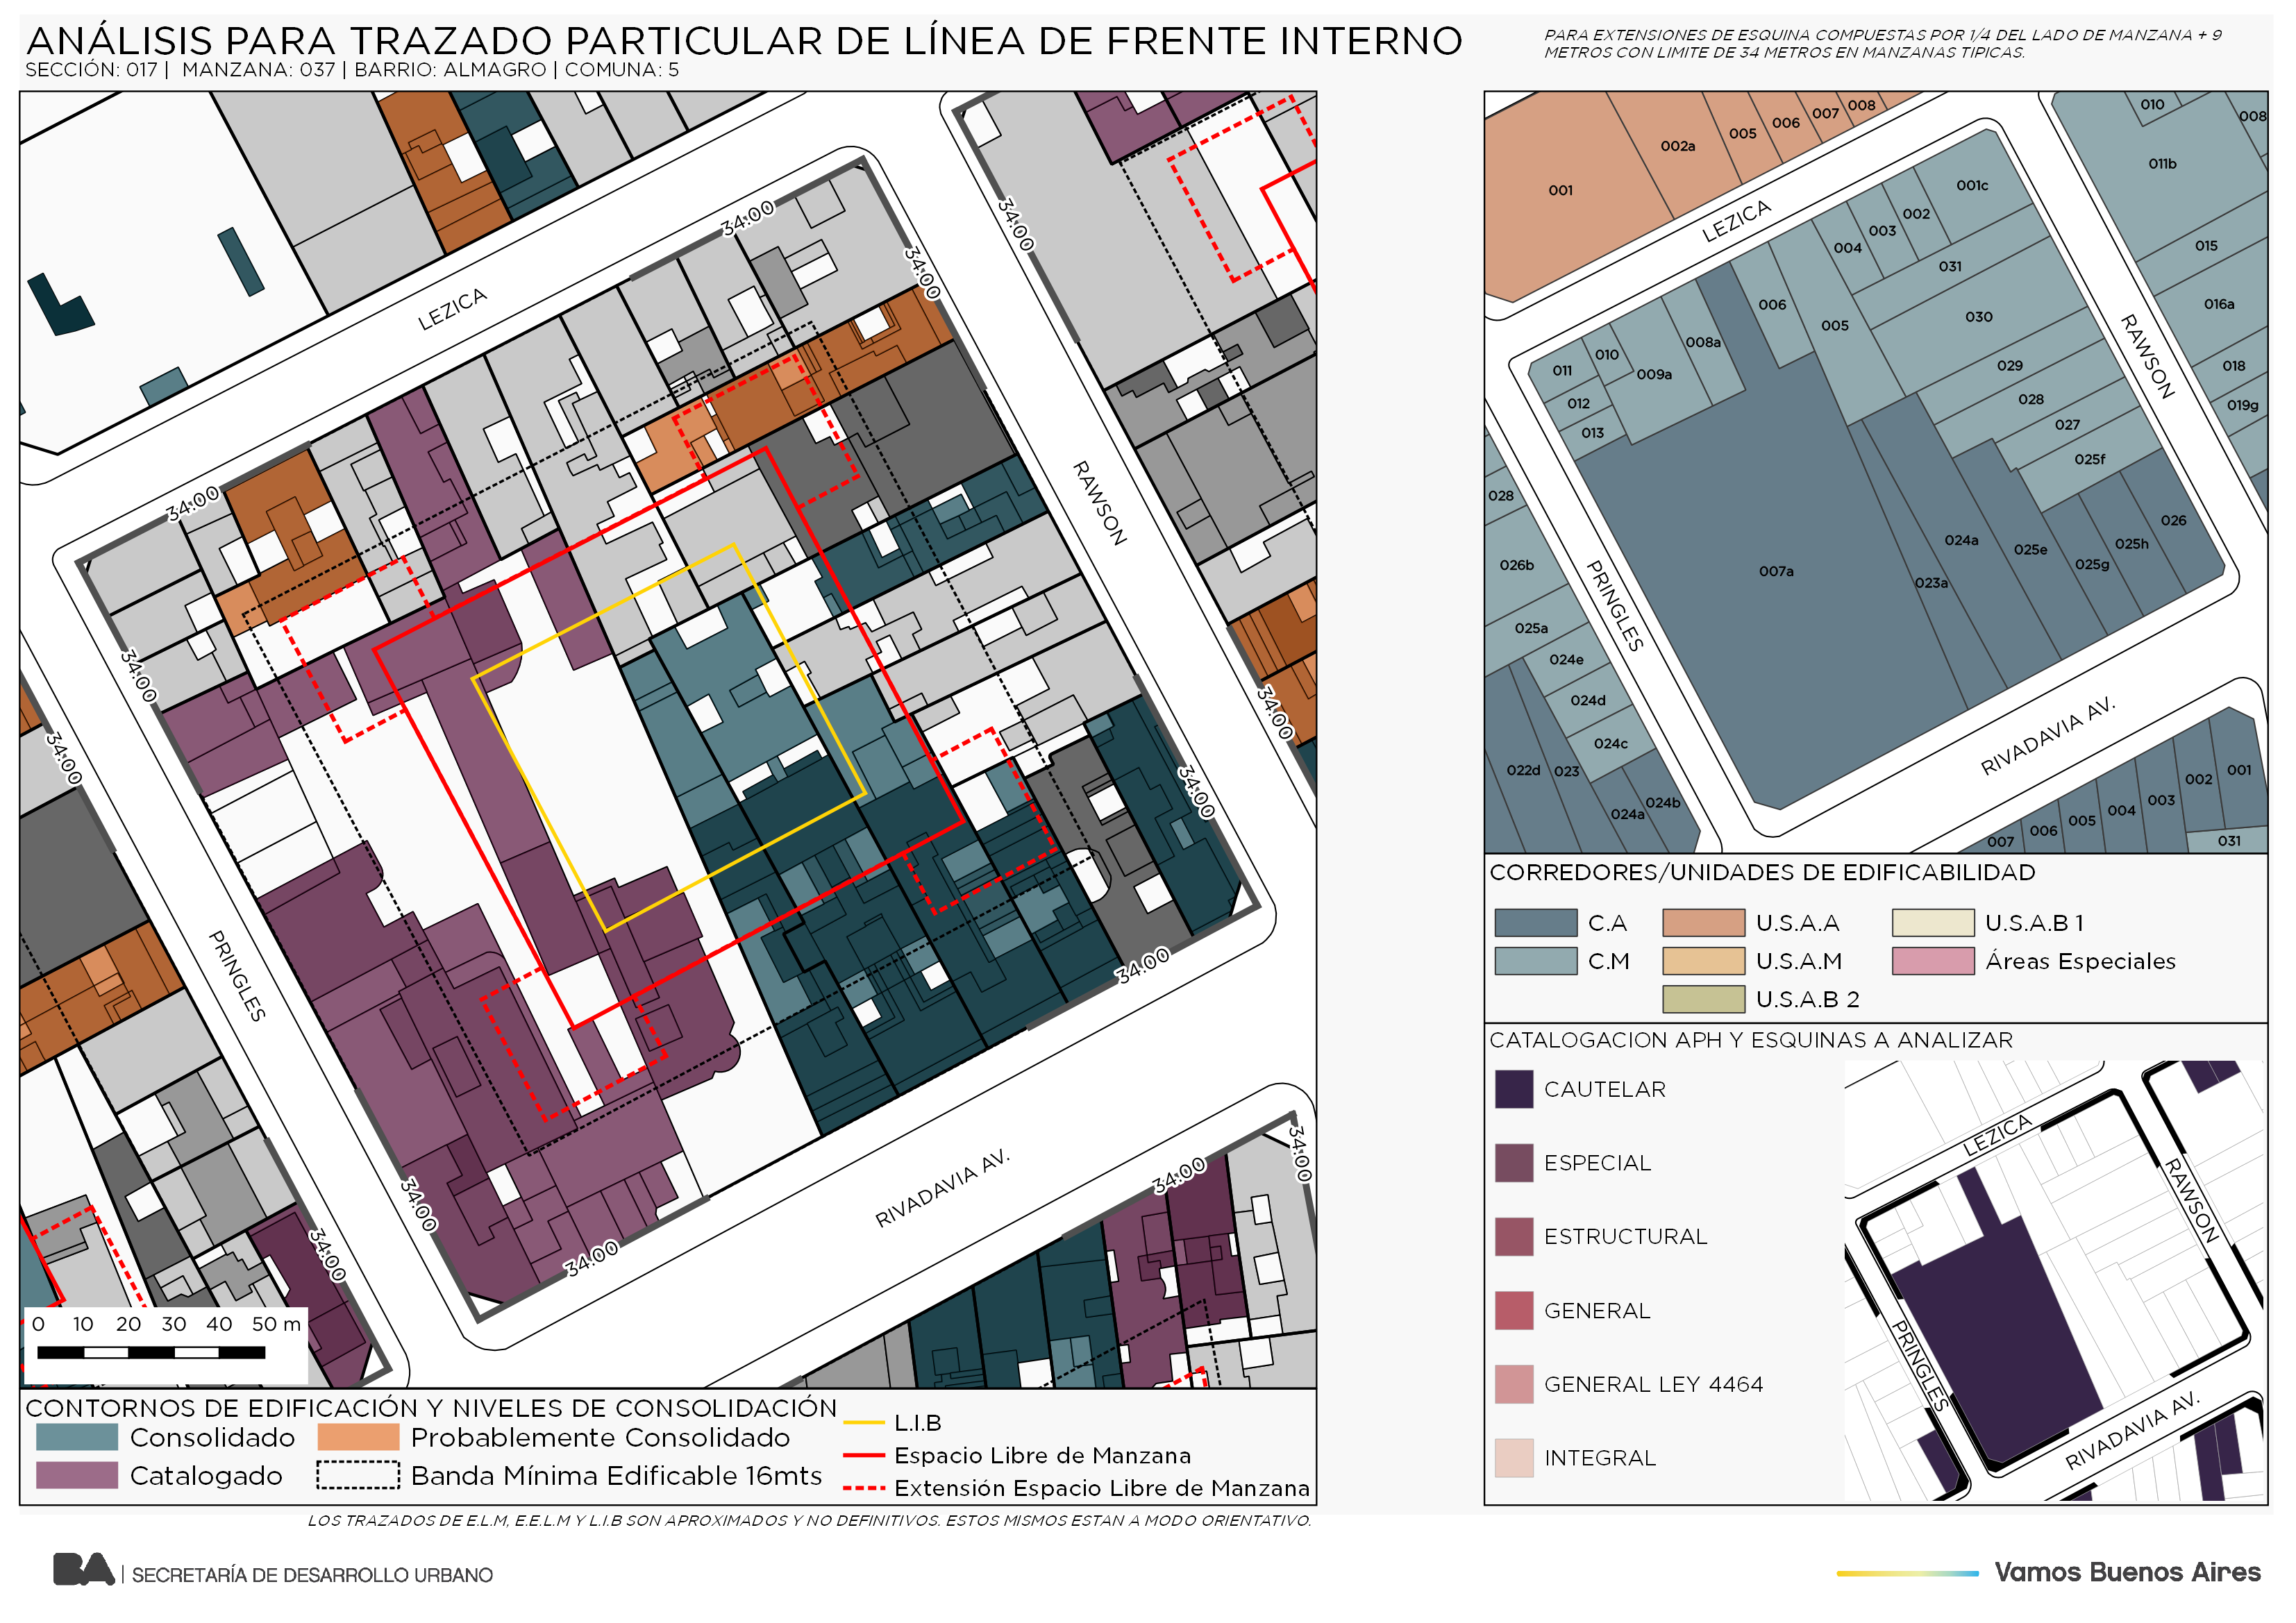 ANÁLISIS PARA TRAZADO PARTICULAR DE LÍNEA DE FRENTE INTERNO
SECCIÓN: 017 | MANZANA: 037 | BARRIO: ALMAGRO | COMUNA: 5
PARA EXTENSIONES DE ESQUINA COMPUESTAS POR 1/4 DEL LADO DE MANZANA + 9
METROS CON LIMITE DE 34 METROS EN MANZANAS TIPICAS.
LEZICA
RAWSON
PRINGLES
RIVADAVIA AV.
34:00
34:00
34:00
34:00
34:00
34:00
34:00
34:00
34:00
34:00
34:00
34:00
34:00
34:00
0 10 20 30 40 50 m
CONTORNOS DE EDIFICACIÓN Y NIVELES DE CONSOLIDACIÓN
Consolidado
Probablemente Consolidado
Catalogado
Banda Mínima Edificable 16mts
L.I.B
Espacio Libre de Manzana
Extensión Espacio Libre de Manzana
LOS TRAZADOS DE E.L.M, E.E.L.M Y L.I.B SON APROXIMADOS Y NO DEFINITIVOS. ESTOS MISMOS ESTAN A MODO ORIENTATIVO.
001
002a
005
006
007
008
010
008
011b
015
016a
018
019g
LEZICA
RAWSON
PRINGLES
RIVADAVIA AV.
001c
002
003
004
031
005
006
030
008a
010
011
009a
012
013
029
028
027
025f
026
025h
025g
025e
024a
023a
007a
028
026b
025a
024e
024d
024c
022d
023
024a
024b
007
006
005
004
003
002
001
031
CORREDORES/UNIDADES DE EDIFICABILIDAD
C.A
U.S.A.A
U.S.A.B 1
C.M
U.S.A.M
Áreas Especiales
U.S.A.B 2
CATALOGACION APH Y ESQUINAS A ANALIZAR
CAUTELAR
ESPECIAL
ESTRUCTURAL
GENERAL
GENERAL LEY 4464
INTEGRAL
LEZICA
RAWSON
PRINGLES
RIVADAVIA AV.
BA | SECRETARÍA DE DESARROLLO URBANO
Vamos Buenos Aires